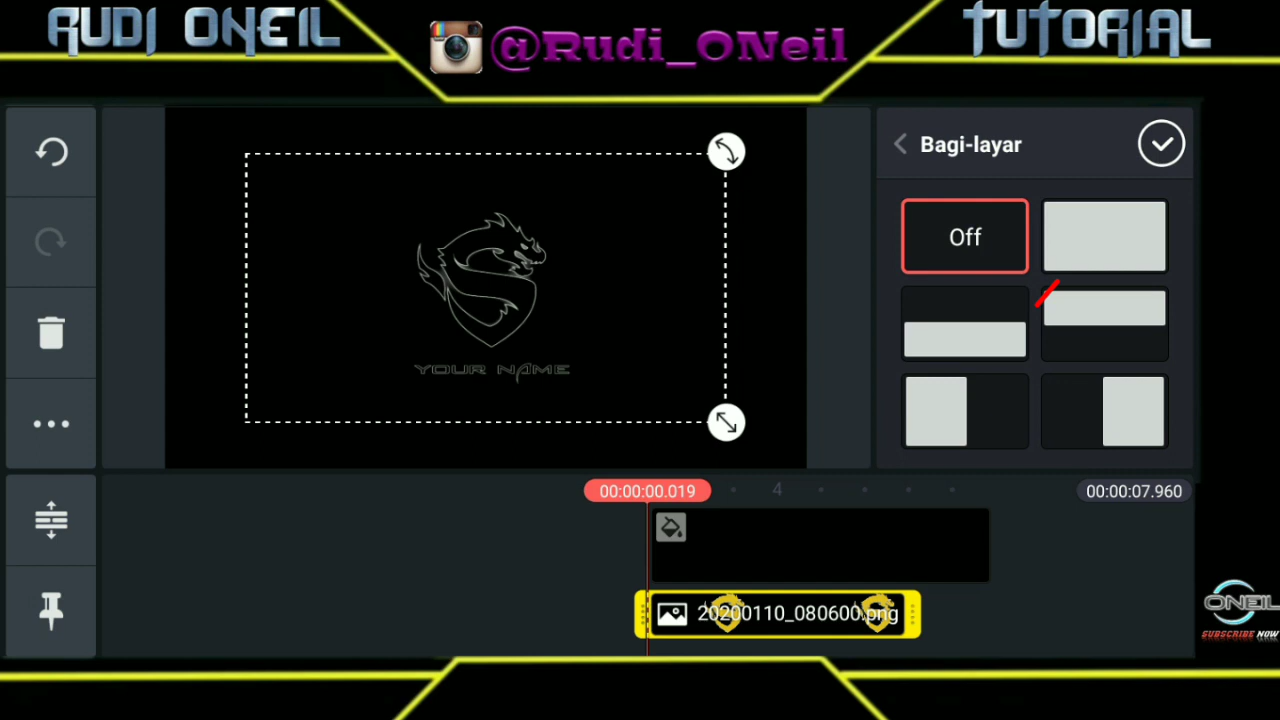 RUDI ONEIL
@Rudi_ONeil
TUTORIAL
Bagi-layar
Off
YOUR NAME
00:00:00.019
4
00:00:07.960
20200110_080600.png
ONEIL
SUBSCRIBE NOW